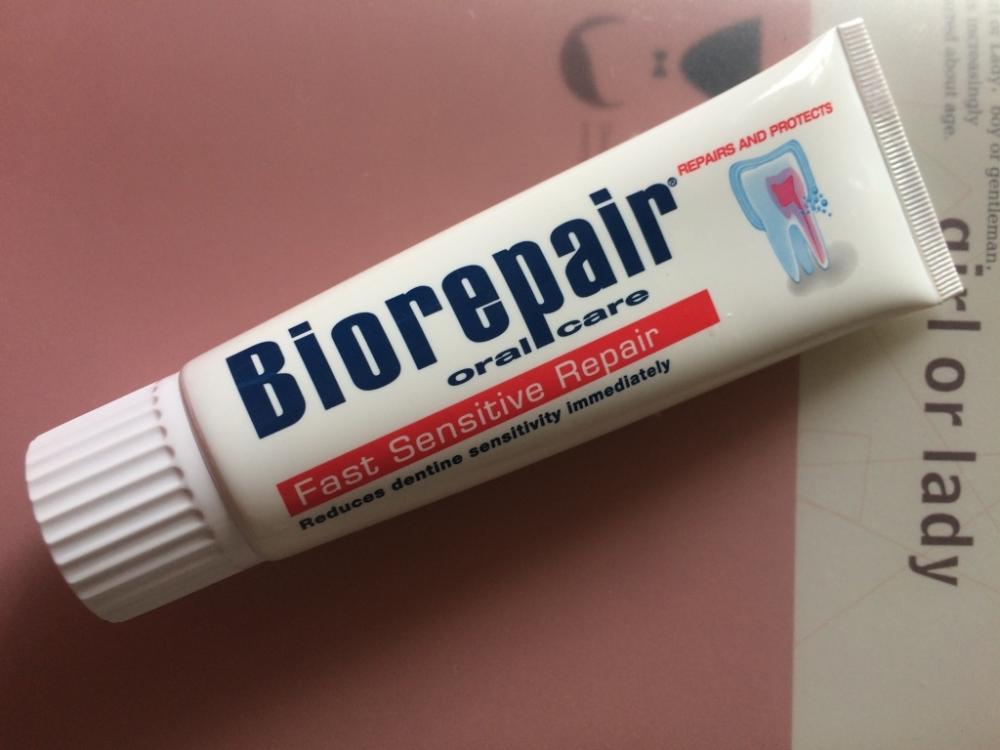 REPAIRS AND PROTECTS
Biorepair®
oral care
Fast Sensitive Repair
Reduces dentine sensitivity immediately
girl or lady
boy or gentleman,
increasingly
about age.